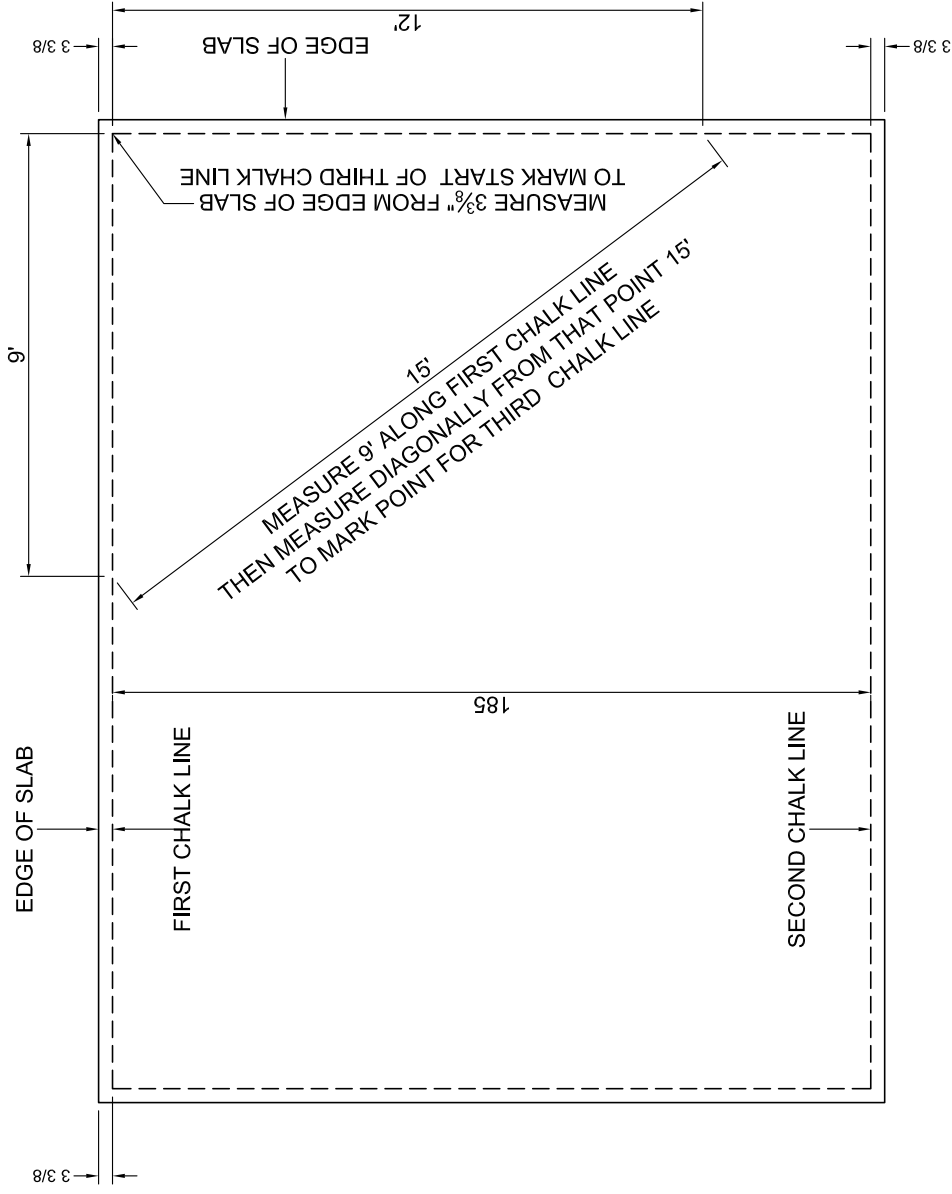 12'
3 3/8
EDGE OF SLAB
3 3/8
9'
MEASURE 3⅜" FROM EDGE OF SLAB
TO MARK START OF THIRD CHALK LINE
15'
MEASURE 9' ALONG FIRST CHALK LINE
THEN MEASURE DIAGONALLY FROM THAT POINT 15'
TO MARK POINT FOR THIRD CHALK LINE
185
EDGE OF SLAB
FIRST CHALK LINE
SECOND CHALK LINE
3 3/8